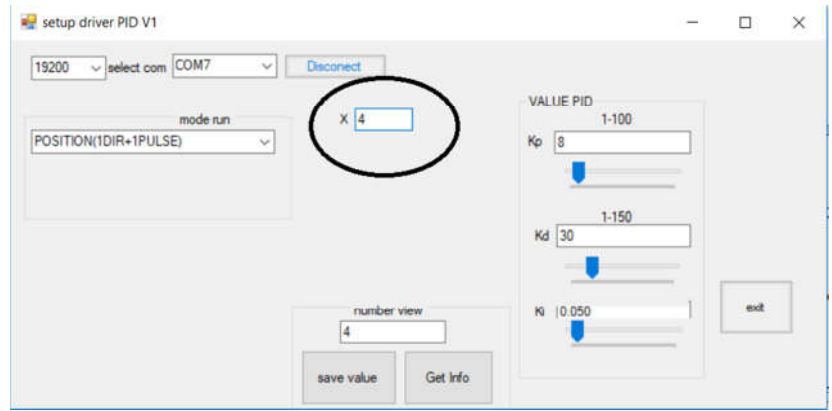 setup driver PID V1
19200 select com COM7 Disconect
mode run
POSITION(1DIR+1PULSE)
X 4
VALUE PID
1-100
Kp 8
1-150
Kd 30
Ki 0.050
number view
4
save value Get Info
exit